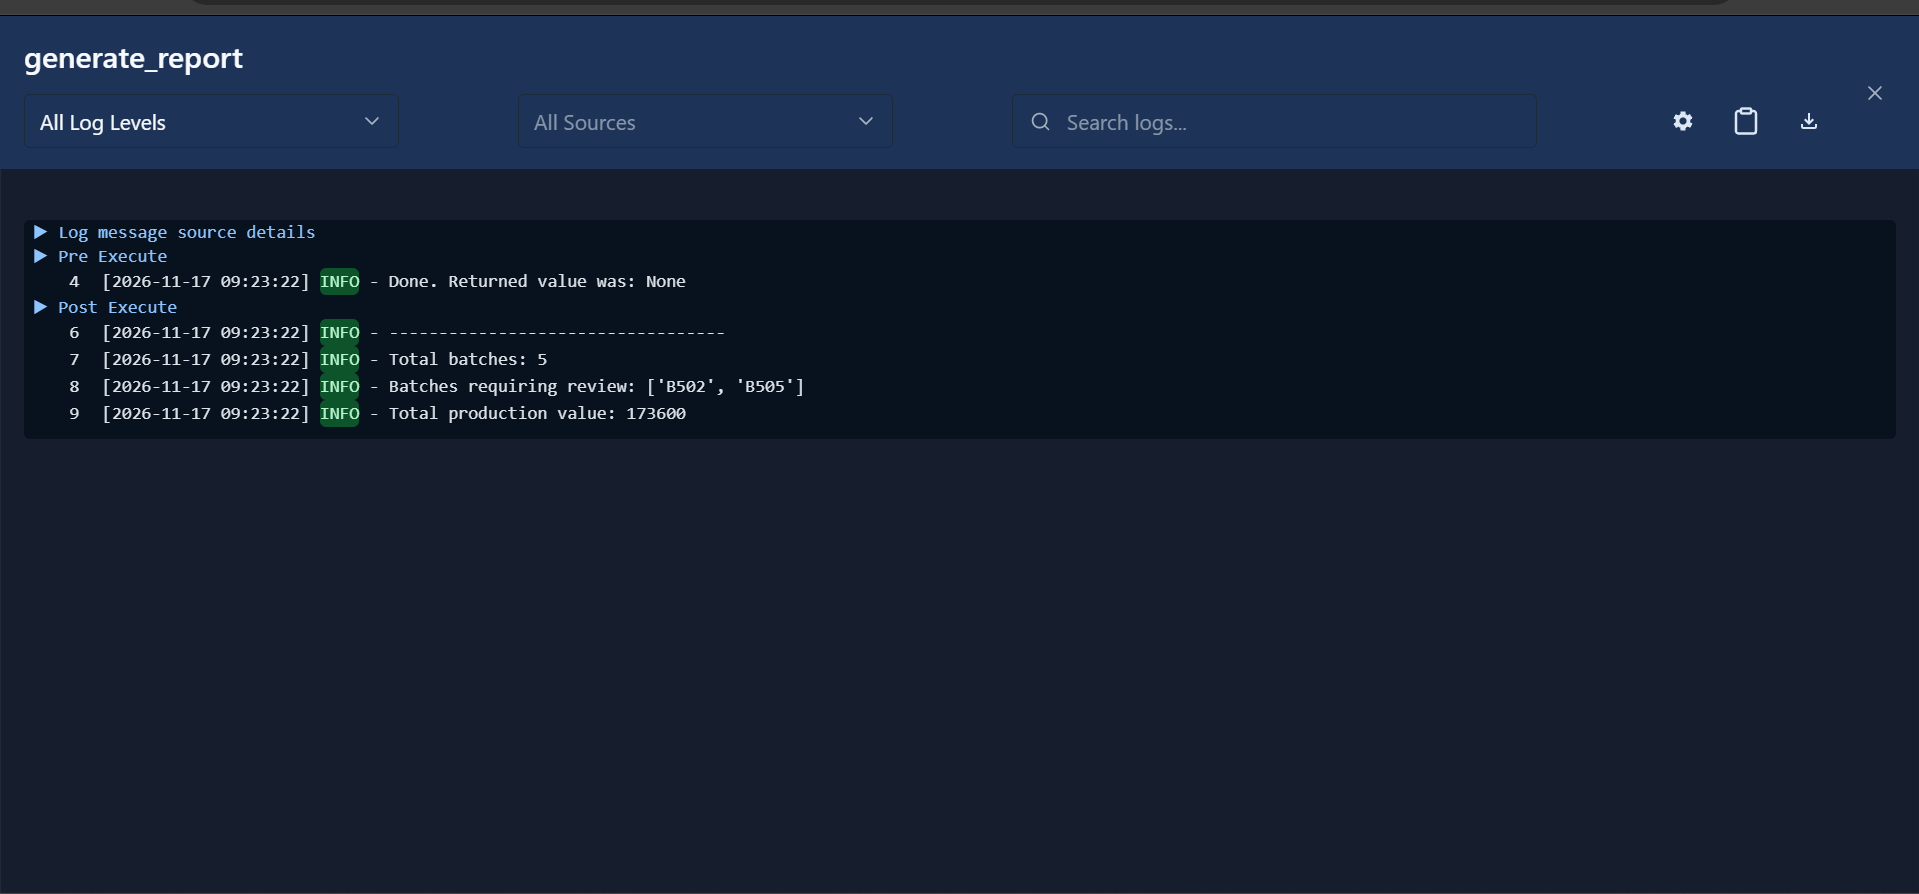 generate_report
All Log Levels
All Sources
Search logs...
Log message source details
Pre Execute
4 [2026-11-17 09:23:22] INFO - Done. Returned value was: None
Post Execute
6 [2026-11-17 09:23:22] INFO - ----------------------------------
7 [2026-11-17 09:23:22] INFO - Total batches: 5
8 [2026-11-17 09:23:22] INFO - Batches requiring review: ['B502', 'B505']
9 [2026-11-17 09:23:22] INFO - Total production value: 173600